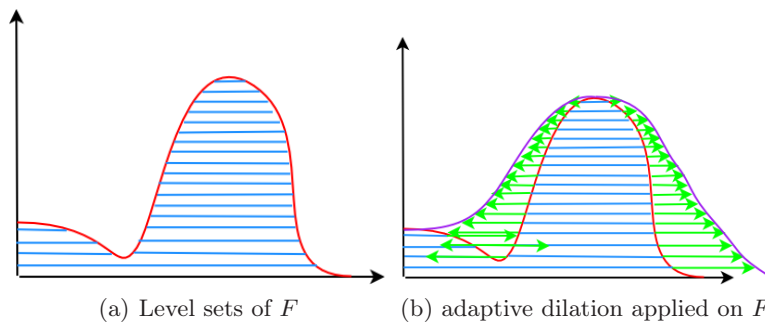 (a) Level sets of F
(b) adaptive dilation applied on F